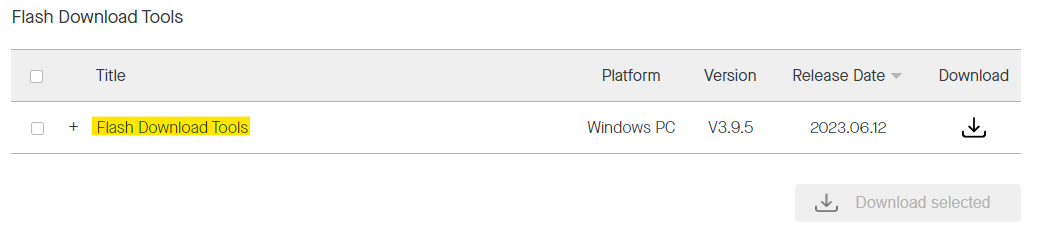 Flash Download Tools
Title Platform Version Release Date Download
+ Flash Download Tools Windows PC V3.9.5 2023.06.12
Download selected